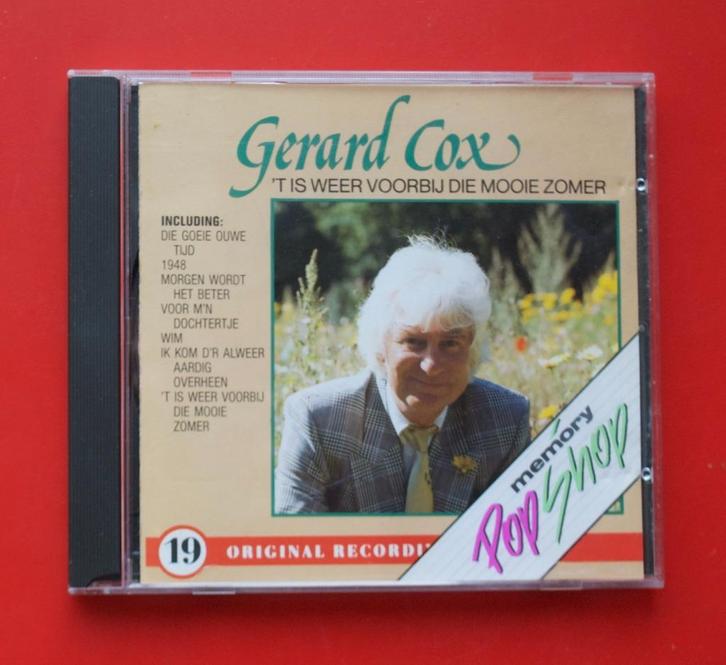 Gerard Cox
'T IS WEER VOORBIJ DIE MOOIE ZOMER
INCLUDING:
DIE GOEIE OUWE
TIJD
1948
MORGEN WORDT
HET BETER
VOOR M'N
DOCHTERTJE
WIM
IK KOM D'R ALWEER
AARDIG
OVERHEEN
'T IS WEER VOORBIJ
DIE MOOIE
ZOMER
memory
Pop Shop
19 ORIGINAL RECORDI